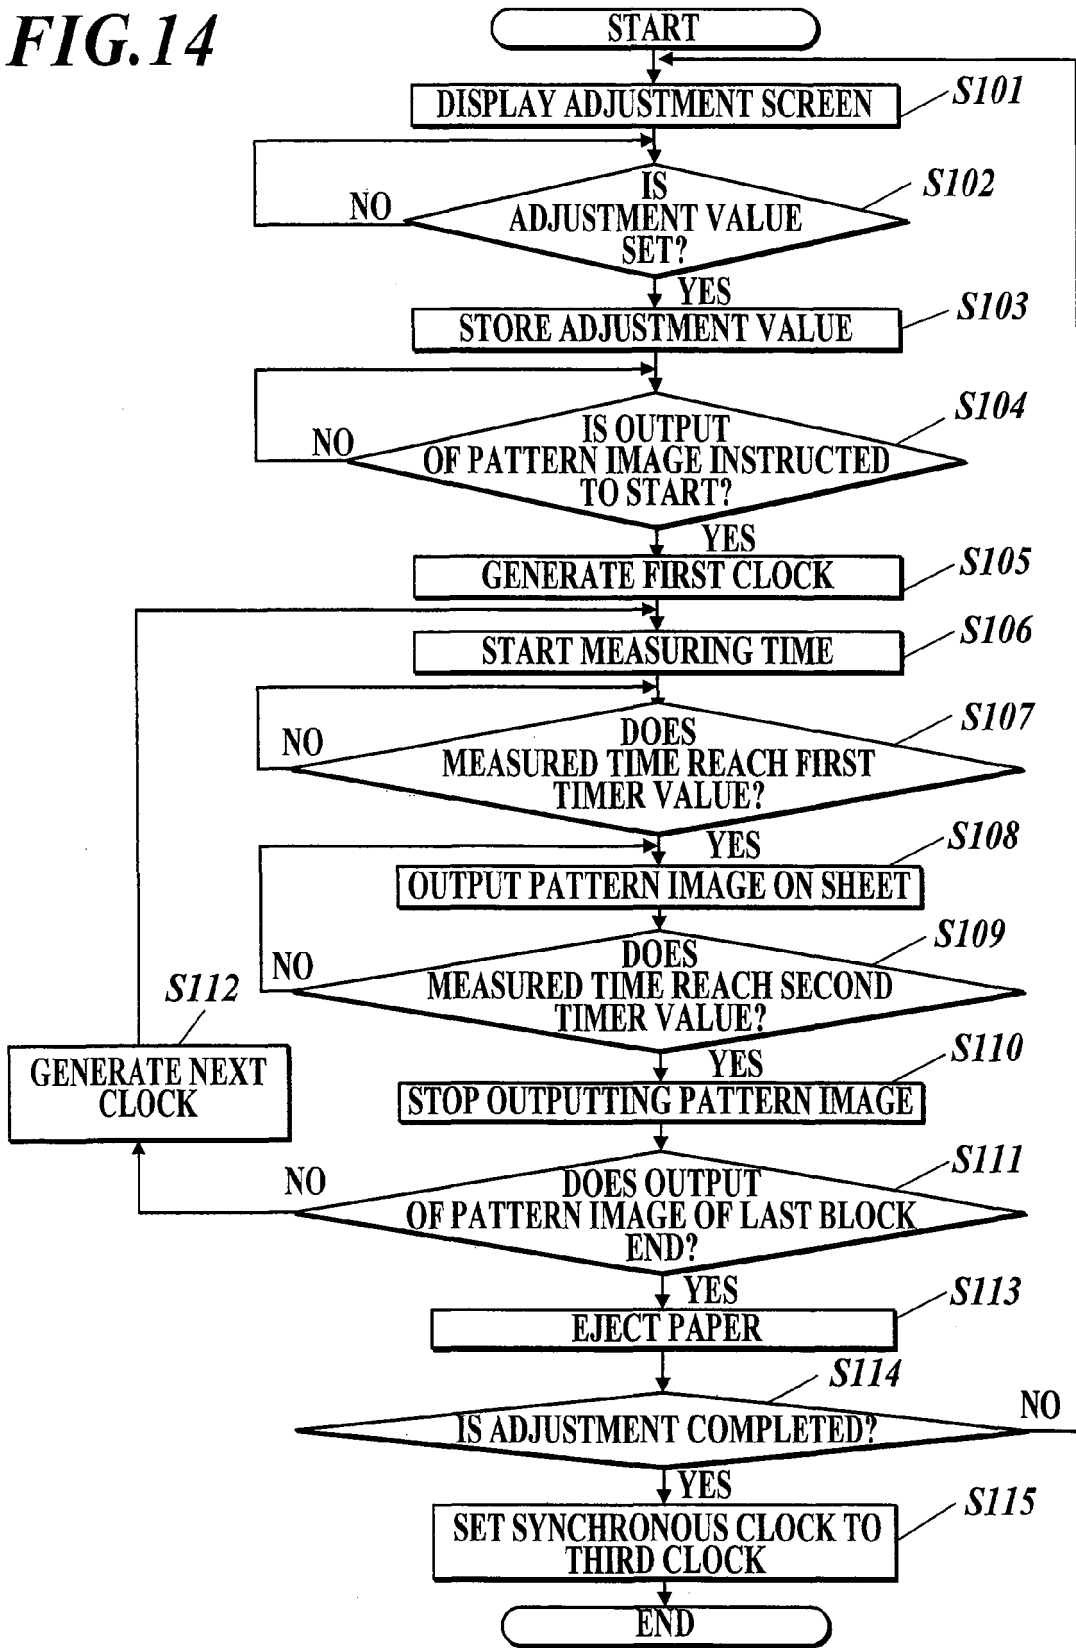 FIG.14
START
DISPLAY ADJUSTMENT SCREEN
S101
IS
ADJUSTMENT VALUE
SET?
S102
NO
YES
STORE ADJUSTMENT VALUE
S103
IS OUTPUT
OF PATTERN IMAGE INSTRUCTED
TO START?
S104
NO
YES
GENERATE FIRST CLOCK
S105
START MEASURING TIME
S106
DOES
MEASURED TIME REACH FIRST
TIMER VALUE?
S107
NO
YES
OUTPUT PATTERN IMAGE ON SHEET
S108
DOES
MEASURED TIME REACH SECOND
TIMER VALUE?
S109
NO
YES
S112
GENERATE NEXT
CLOCK
STOP OUTPUTTING PATTERN IMAGE
S110
DOES OUTPUT
OF PATTERN IMAGE OF LAST BLOCK
END?
S111
NO
YES
EJECT PAPER
S113
IS ADJUSTMENT COMPLETED?
S114
NO
YES
SET SYNCHRONOUS CLOCK TO
THIRD CLOCK
S115
END